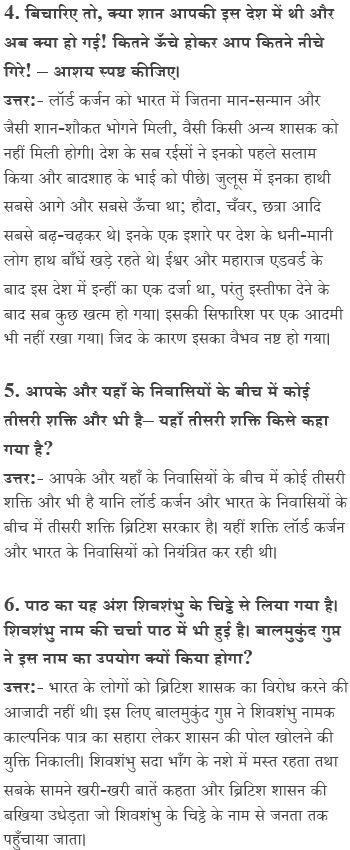 4. बिचारिए तो, क्या शान आपकी इस देश में थी और
अब क्या हो गई! कितने ऊँचे होकर आप कितने नीचे
गिरे! – आशय स्पष्ट कीजिए।
उत्तर:- लॉर्ड कर्जन को भारत में जितना मान-सन्मान और
जैसी शान-शौकत भोगने मिली, वैसी किसी अन्य शासक को
नहीं मिली होगी। देश के सब रईसों ने इनको पहले सलाम
किया और बादशाह के भाई को पीछे। जुलूस में इनका हाथी
सबसे आगे और सबसे ऊँचा था; हौदा, चँवर, छत्रा आदि
सबसे बढ़-चढ़कर थे। इनके एक इशारे पर देश के धनी-मानी
लोग हाथ बाँधें खड़े रहते थे। ईश्वर और महाराज एडवर्ड के
बाद इस देश में इन्हीं का एक दर्जा था, परंतु इस्तीफा देने के
बाद सब कुछ खत्म हो गया। इसकी सिफारिश पर एक आदमी
भी नहीं रखा गया। जिद के कारण इसका वैभव नष्ट हो गया।
5. आपके और यहाँ के निवासियों के बीच में कोई
तीसरी शक्ति और भी है– यहाँ तीसरी शक्ति किसे कहा
गया है?
उत्तर:- आपके और यहाँ के निवासियों के बीच में कोई तीसरी
शक्ति और भी है यानि लॉर्ड कर्जन और भारत के निवासियों के
बीच में तीसरी शक्ति ब्रिटिश सरकार है। यहीं शक्ति लॉर्ड कर्जन
और भारत के निवासियों को नियंत्रित कर रही थी।
6. पाठ का यह अंश शिवशंभु के चिट्ठे से लिया गया है।
शिवशंभु नाम की चर्चा पाठ में भी हुई है। बालमुकुंद गुप्त
ने इस नाम का उपयोग क्यों किया होगा?
उत्तर:- भारत के लोगों को ब्रिटिश शासक का विरोध करने की
आजादी नहीं थी। इस लिए बालमुकुंद गुप्त ने शिवशंभु नामक
काल्पनिक पात्र का सहारा लेकर शासन की पोल खोलने की
युक्ति निकाली। शिवशंभु सदा भाँग के नशे में मस्त रहता तथा
सबके सामने खरी-खरी बातें कहता और ब्रिटिश शासन की
बखिया उधेड़ता जो शिवशंभु के चिट्ठे के नाम से जनता तक
पहुँचाया जाता।